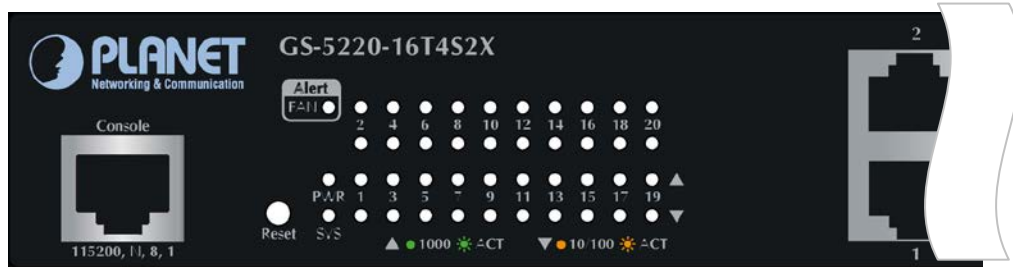 PLANET
Networking & Communication
GS-5220-16T4S2X
Alert
FAN
2 4 6 8 10 12 14 16 18 20
Console
PWR 1 3 5 7 9 11 13 15 17 19
Reset
SYS
▲ 1000 ACT ▼ 10/100 ACT
115200, N, 8, 1
2
1